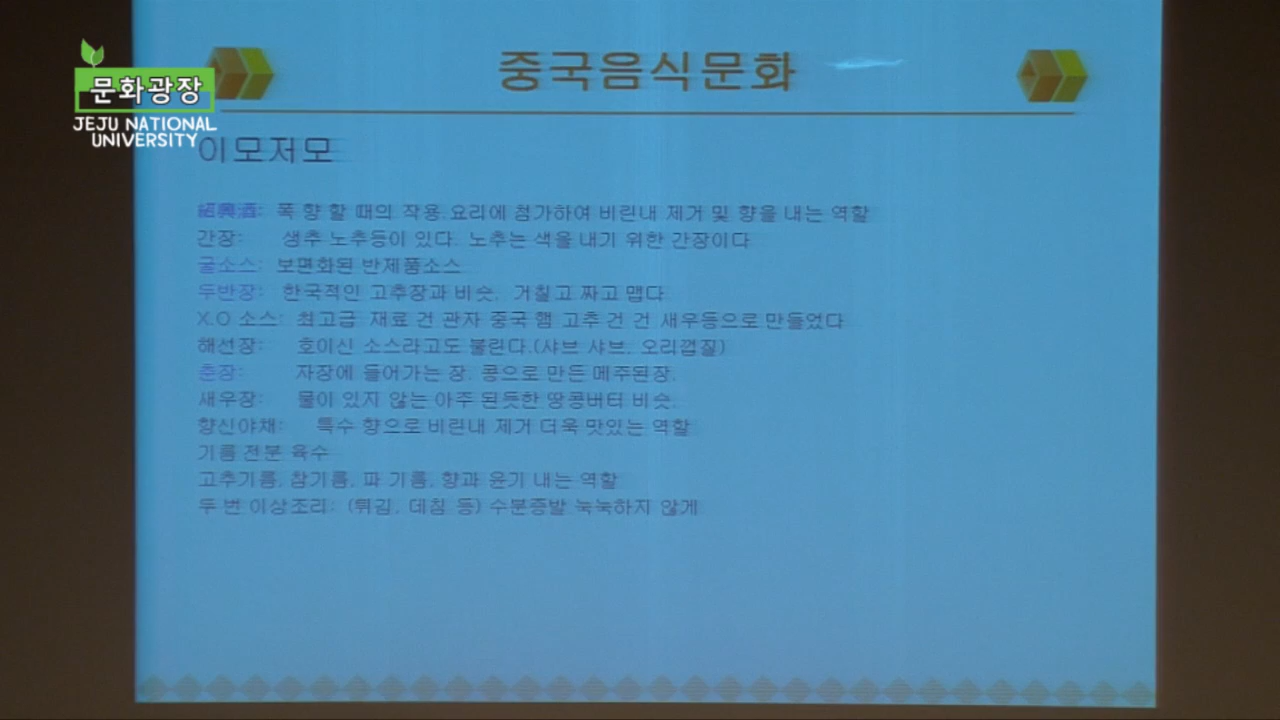 문화광장
JEJU NATIONAL
UNIVERSITY
중국음식문화
이모저모
紹興酒: 폭 향 할 때의 작용 요리에 첨가하여 비린내 제거 및 향을 내는 역할
간장: 생추 노추등이 있다. 노추는 색을 내기 위한 간장이다
굴소스: 보편화된 반제품소스
두반장: 한국적인 고추장과 비슷. 거칠고 짜고 맵다
X.O 소스: 최고급 재료 건 관자 중국 햄 고추 건 건 새우등으로 만들었다
해선장: 호이신 소스라고도 불린다.(샤브 샤브, 오리껍질)
춘장: 자장에 들어가는 장. 콩으로 만든 메주된장.
새우장: 물이 있지 않는 아주 된듯한 땅콩버터 비슷.
향신야채: 특수 향으로 비린내 제거 더욱 맛있는 역할
기름 전분 육수
고추기름, 참기름, 파 기름, 향과 윤기 내는 역할
두 번 이상조리: (튀김, 데침 등) 수분증발 눅눅하지 않게